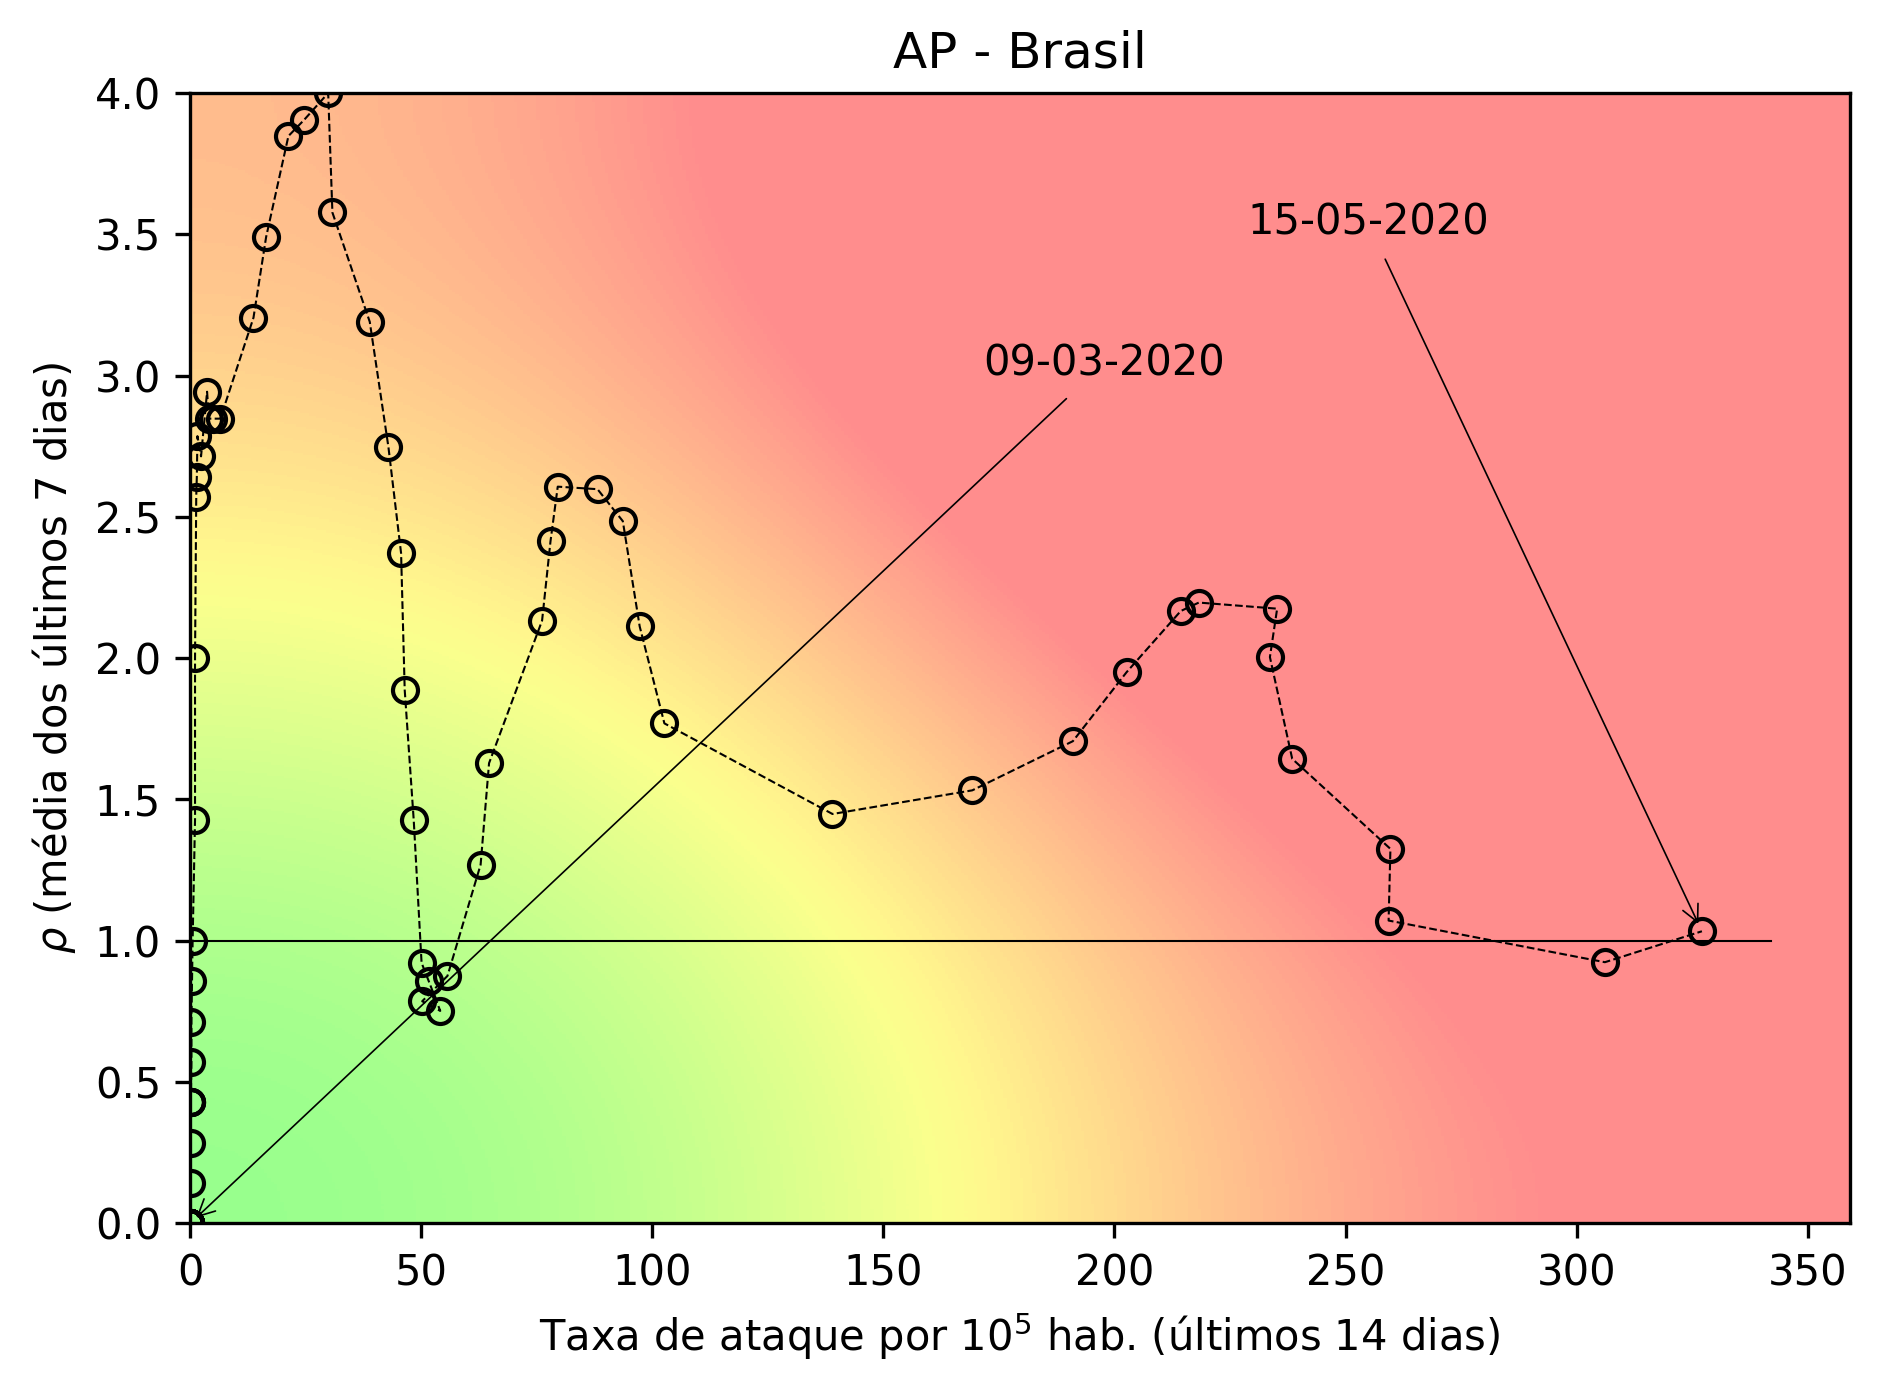 AP - Brasil
ρ (média dos últimos 7 dias)
4.0
3.5
3.0
2.5
2.0
1.5
1.0
0.5
0.0
15-05-2020
09-03-2020
0 50 100 150 200 250 300 350
Taxa de ataque por 10⁵ hab. (últimos 14 dias)